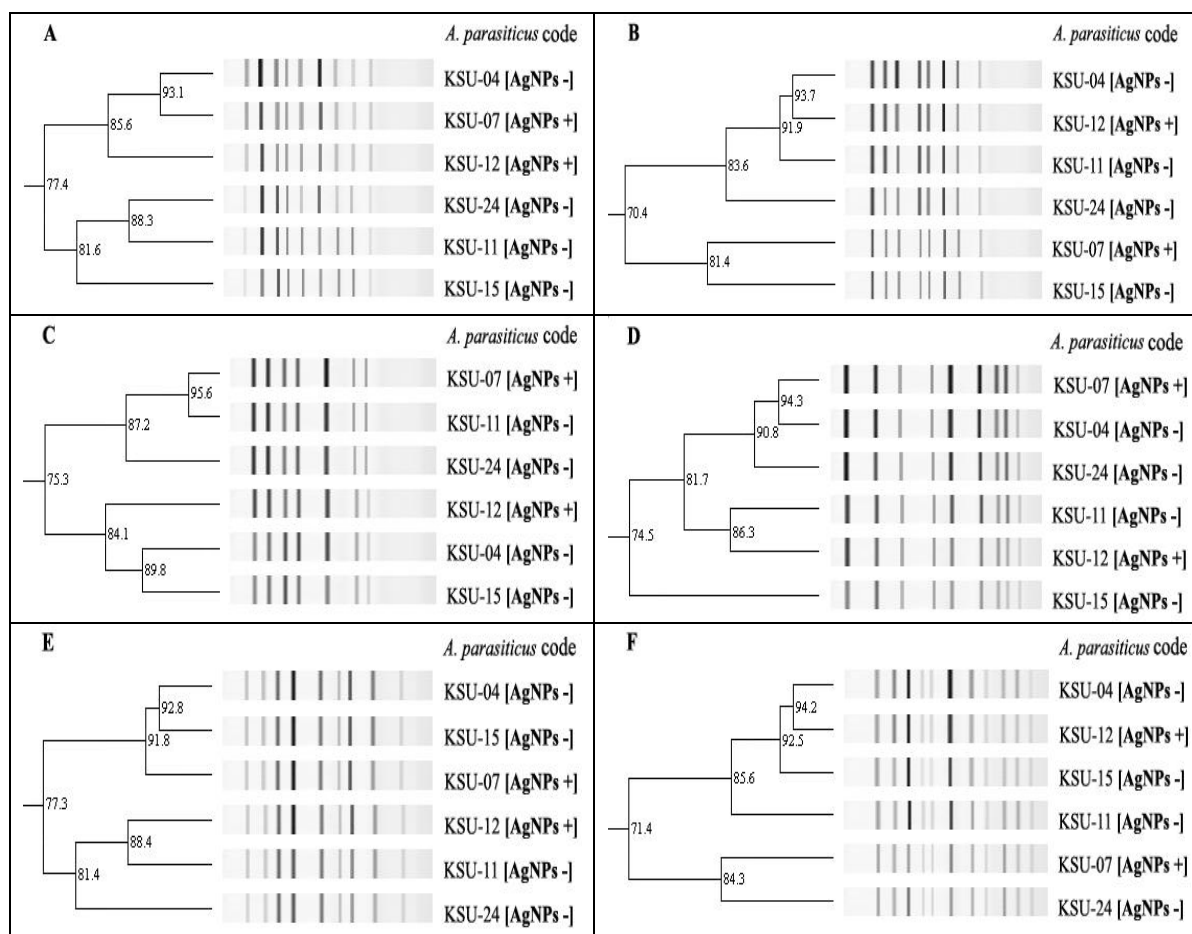 A
A. parasiticus code
KSU-04 [AgNPs -]
93.1
KSU-07 [AgNPs +]
85.6
KSU-12 [AgNPs +]
77.4
KSU-24 [AgNPs -]
88.3
KSU-11 [AgNPs -]
81.6
KSU-15 [AgNPs -]
B
A. parasiticus code
KSU-04 [AgNPs -]
93.7
KSU-12 [AgNPs +]
91.9
KSU-11 [AgNPs -]
83.6
KSU-24 [AgNPs -]
70.4
KSU-07 [AgNPs +]
81.4
KSU-15 [AgNPs -]
C
A. parasiticus code
KSU-07 [AgNPs +]
95.6
KSU-11 [AgNPs -]
87.2
KSU-24 [AgNPs -]
75.3
KSU-12 [AgNPs +]
84.1
KSU-04 [AgNPs -]
89.8
KSU-15 [AgNPs -]
D
A. parasiticus code
KSU-07 [AgNPs +]
94.3
KSU-04 [AgNPs -]
90.8
KSU-24 [AgNPs -]
81.7
KSU-11 [AgNPs -]
86.3
74.5
KSU-12 [AgNPs +]
KSU-15 [AgNPs -]
E
A. parasiticus code
KSU-04 [AgNPs -]
92.8
KSU-15 [AgNPs -]
91.8
KSU-07 [AgNPs +]
77.3
KSU-12 [AgNPs +]
88.4
KSU-11 [AgNPs -]
81.4
KSU-24 [AgNPs -]
F
A. parasiticus code
KSU-04 [AgNPs -]
94.2
KSU-12 [AgNPs +]
92.5
KSU-15 [AgNPs -]
85.6
KSU-11 [AgNPs -]
71.4
KSU-07 [AgNPs +]
84.3
KSU-24 [AgNPs -]